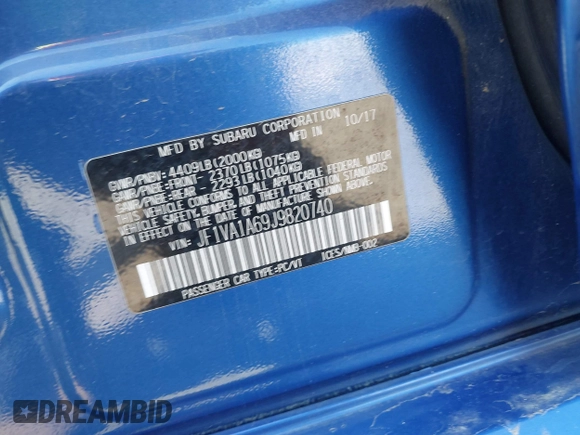 MFD BY SUBARU CORPORATION
MFD IN 10/17
GVWR/PNBV: 4409LB(2000KG)
GAWR/PNBE-FRONT: 2370LB(1075KG)
GAWR/PNBE-REAR: 2293LB(1040KG)
THIS VEHICLE CONFORMS TO ALL APPLICABLE FEDERAL MOTOR
VEHICLE SAFETY, BUMPER, AND THEFT PREVENTION STANDARDS
IN EFFECT ON THE DATE OF MANUFACTURE SHOWN ABOVE.
VIN: JF1VA1A69J9820740
PASSENGER CAR TYPE:PC/VT ICES/NMB-002
DREAMBID